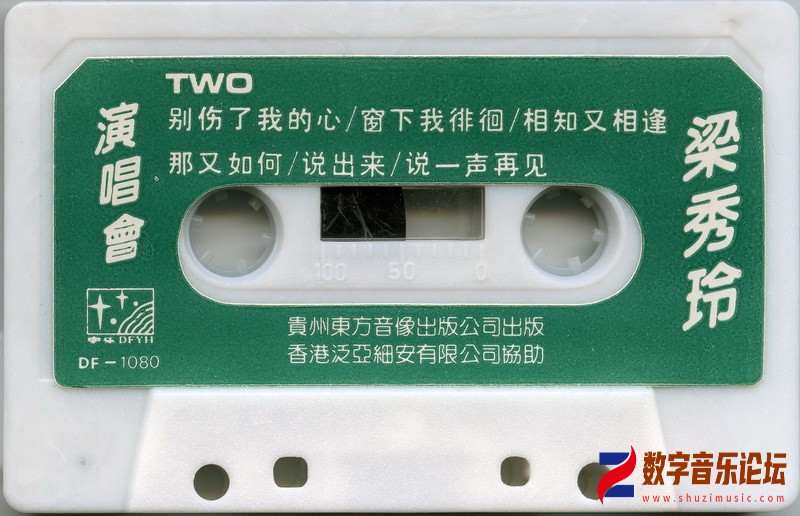 TWO
别伤了我的心/窗下我徘徊/相知又相逢
那又如何/说出来/说一声再见
演唱會
梁秀玲
100 50 0
DFYH
DF-1080
貴州東方音像出版公司出版
香港泛亞細安有限公司協助
数字音乐论坛
www.shuzimusic.com